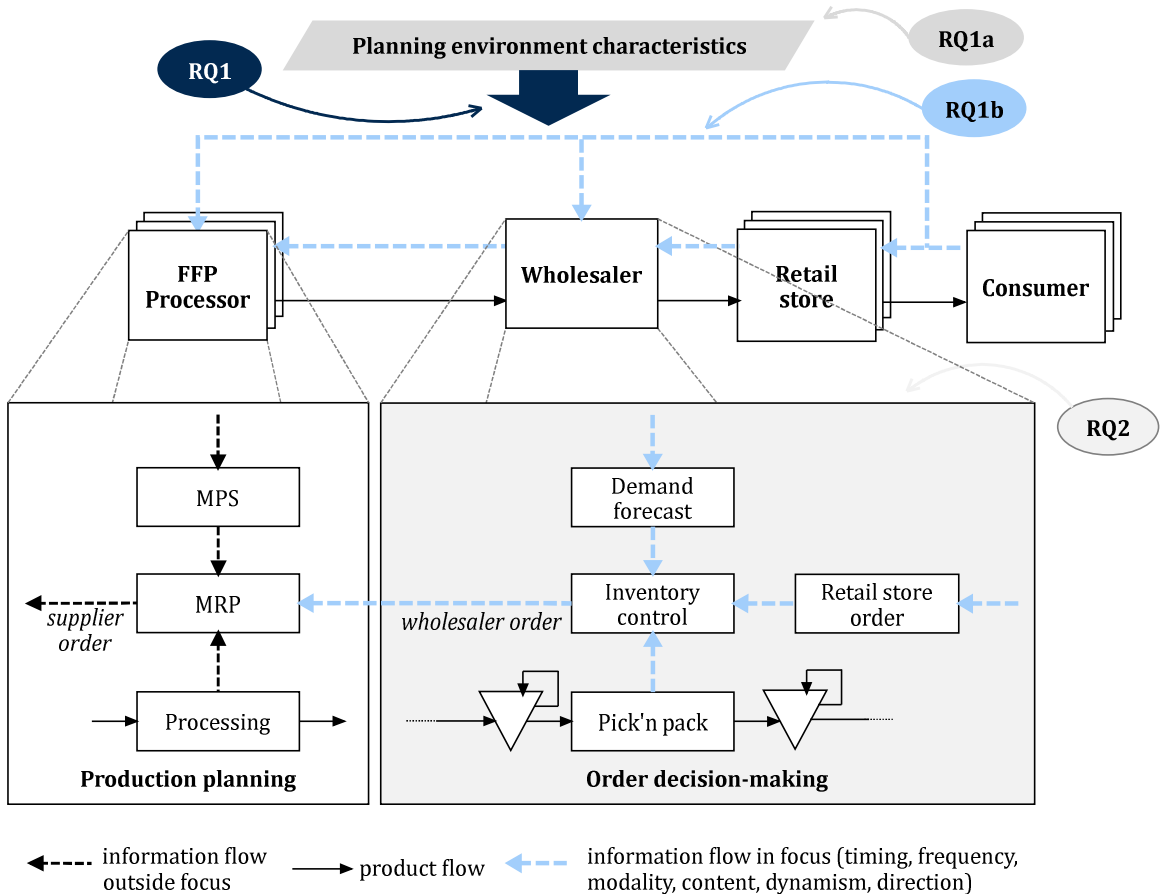 Planning environment characteristics
RQ1a
RQ1
RQ1b
FFP
Processor
Wholesaler
Retail
store
Consumer
RQ2
MPS
MRP
supplier
order
Processing
Production planning
Demand
forecast
Inventory
control
Retail store
order
wholesaler order
Pick'n pack
Order decision-making
information flow
outside focus
product flow
information flow in focus (timing, frequency,
modality, content, dynamism, direction)